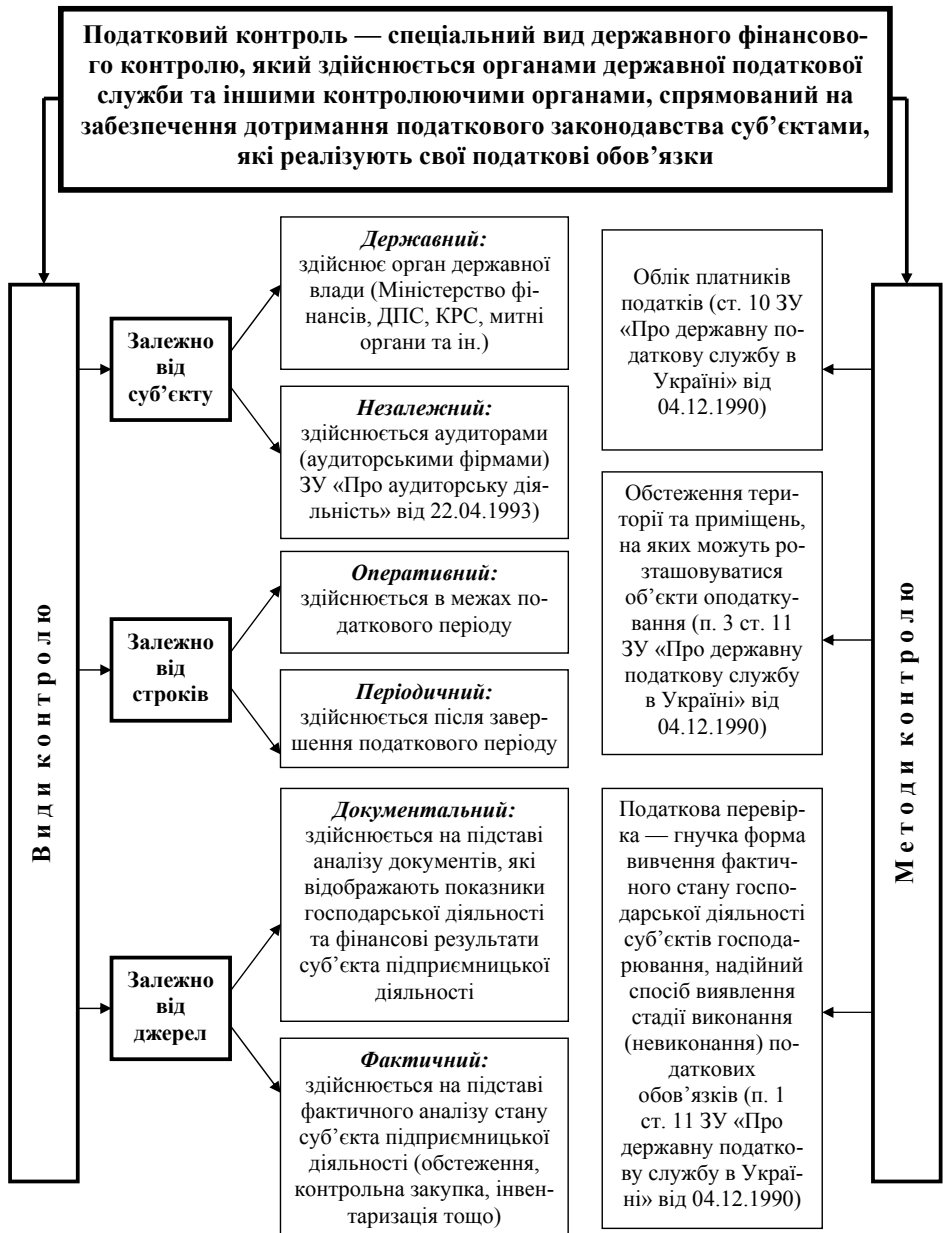 Податковий контроль — спеціальний вид державного фінансово-
го контролю, який здійснюється органами державної податкової
служби та іншими контролюючими органами, спрямований на
забезпечення дотримання податкового законодавства суб’єктами,
які реалізують свої податкові обов’язки
Види контролю
Залежно
від
суб’єкту
Державний:
здійснює орган державної
влади (Міністерство фі-
нансів, ДПС, КРС, митні
органи та ін.)
Незалежний:
здійснюється аудиторами
(аудиторськими фірмами)
ЗУ «Про аудиторську дія-
льність» від 22.04.1993)
Залежно
від
строків
Оперативний:
здійснюється в межах по-
даткового періоду
Періодичний:
здійснюється після завер-
шення податкового періоду
Залежно
від
джерел
Документальний:
здійснюється на підставі
аналізу документів, які
відображають показники
господарської діяльності
та фінансові результати
суб’єкта підприємницької
діяльності
Фактичний:
здійснюється на підставі
фактичного аналізу стану
суб’єкта підприємницької
діяльності (обстеження,
контрольна закупка, інвен-
таризація тощо)
Методи контролю
Облік платників
податків (ст. 10 ЗУ
«Про державну по-
даткову службу в
Україні» від
04.12.1990)
Обстеження тери-
торії та приміщень,
на яких можуть ро-
зташовуватися
об’єкти оподатку-
вання (п. 3 ст. 11
ЗУ «Про державну
податкову службу
в Україні» від
04.12.1990)
Податкова перевір-
ка — гнучка форма
вивчення фактич-
ного стану госпо-
дарської діяльності
суб’єктів господа-
рювання, надійний
спосіб виявлення
стадії виконання
(невиконання) по-
даткових
обов’язків (п. 1
ст. 11 ЗУ «Про
державну податко-
ву службу в Украї-
ні» від 04.12.1990)